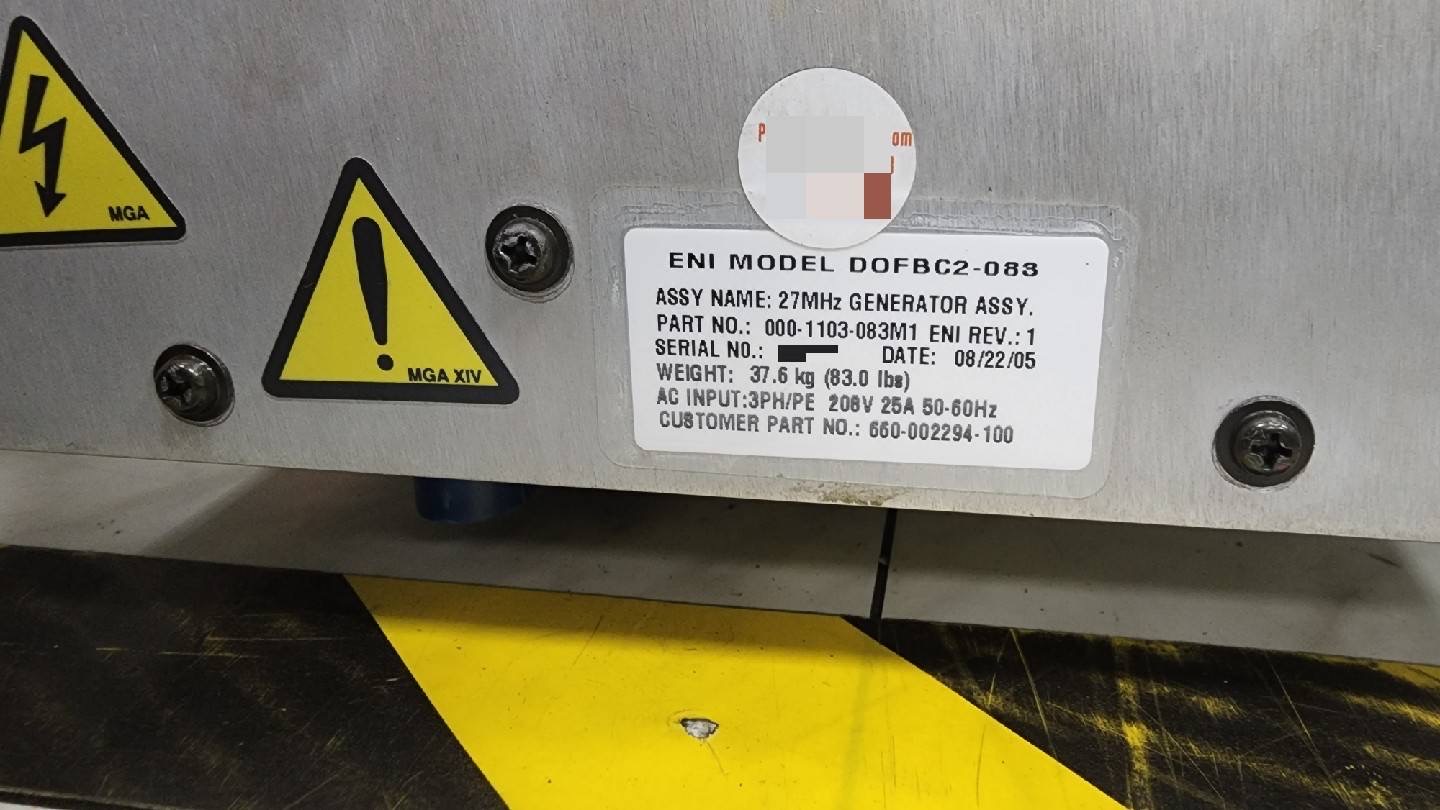 MGA
MGA XIV
P om
ENI MODEL DOFBC2-083
ASSY NAME: 27MHz GENERATOR ASSY.
PART NO.: 000-1103-083M1 ENI REV.: 1
SERIAL NO.: DATE: 08/22/05
WEIGHT: 37.6 kg (83.0 lbs)
AC INPUT:3PH/PE 208V 25A 50-60Hz
CUSTOMER PART NO.: 660-002294-100